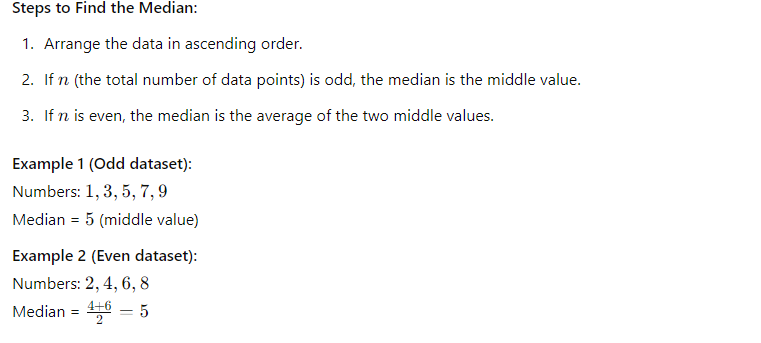 Steps to Find the Median:
1. Arrange the data in ascending order.
2. If n (the total number of data points) is odd, the median is the middle value.
3. If n is even, the median is the average of the two middle values.
Example 1 (Odd dataset):
Numbers: 1, 3, 5, 7, 9
Median = 5 (middle value)
Example 2 (Even dataset):
Numbers: 2, 4, 6, 8
Median = \frac{4+6}{2} = 5